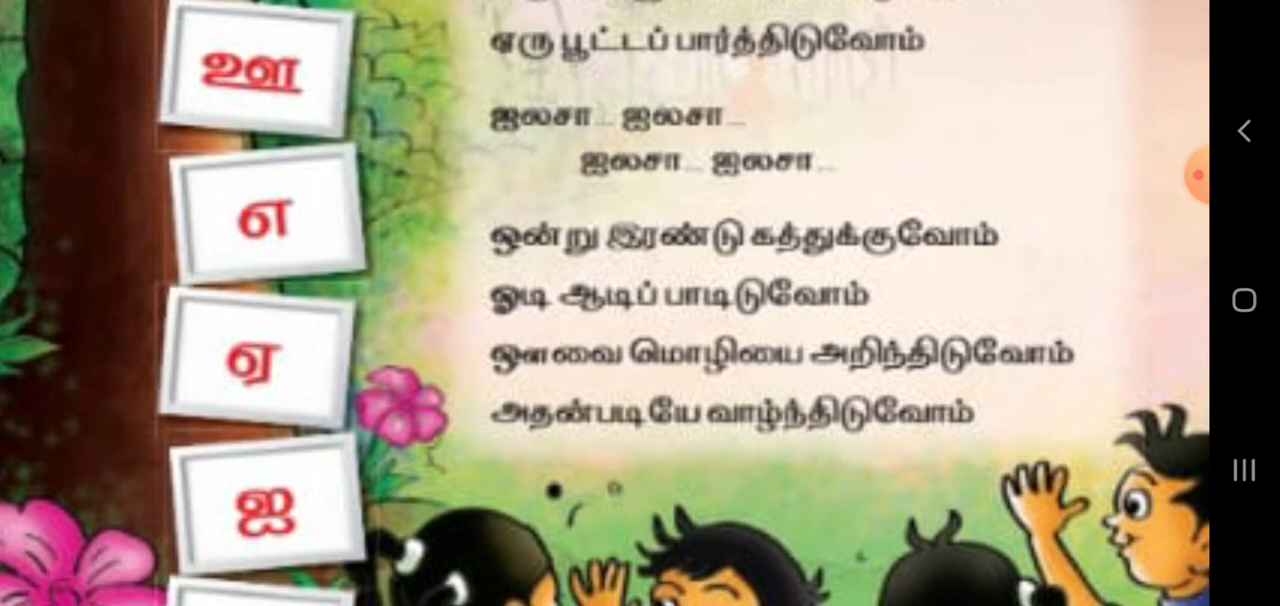 ஊ
எ
ஏ
ஐ
ஏரு பூட்டப் பார்த்திடுவோம்
ஐலசா... ஐலசா...
ஐலசா... ஐலசா...
ஒன்று இரண்டு கத்துக்குவோம்
ஓடி ஆடிப் பாடிடுவோம்
ஔவை மொழியை அறிந்திடுவோம்
அதன்படியே வாழ்ந்திடுவோம்